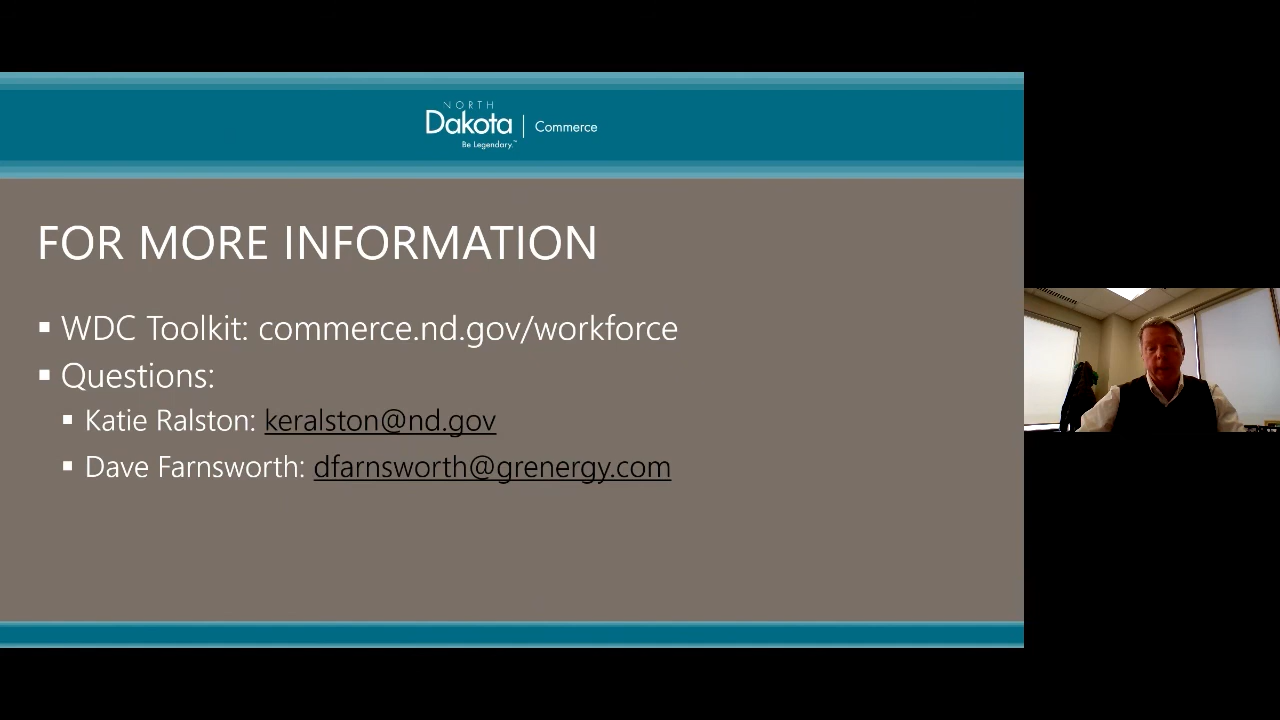 NORTH
Dakota | Commerce
Be Legendary.™
FOR MORE INFORMATION
▪ WDC Toolkit: commerce.nd.gov/workforce
▪ Questions:
▪ Katie Ralston: keralston@nd.gov
▪ Dave Farnsworth: dfarnsworth@grenergy.com